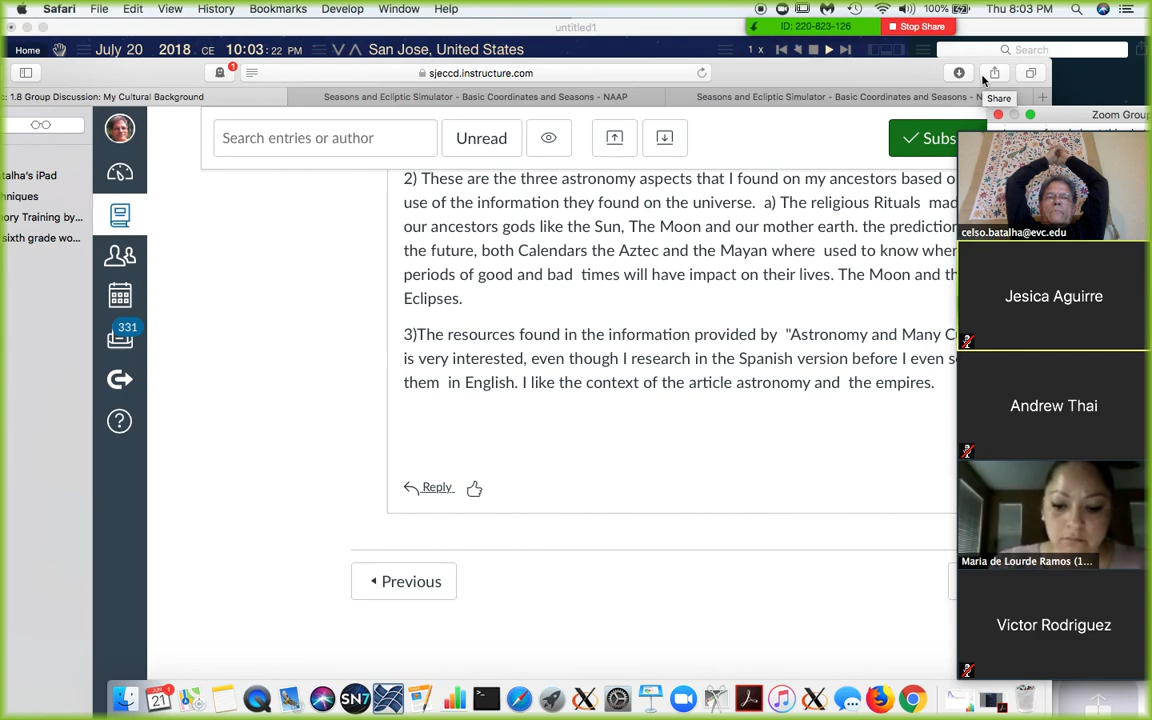 Safari File Edit View History Bookmarks Develop Window Help 100% Thu 8:03 PM
untitled1
ID: 220-823-126 Stop Share
Home July 20 2018 CE 10:03:22 PM San Jose, United States 1 x Search
1
sjeccd.instructure.com
: 1.8 Group Discussion: My Cultural Background Seasons and Ecliptic Simulator - Basic Coordinates and Seasons - NAAP Seasons and Ecliptic Simulator - Basic Coordinates and Seasons - N
Share
Zoom Group
talha's iPad
hniques
ory Training by...
sixth grade wo...
331
Search entries or author Unread Subs
2) These are the three astronomy aspects that I found on my ancestors based o
use of the information they found on the universe. a) The religious Rituals mad
our ancestors gods like the Sun, The Moon and our mother earth. the prediction
the future, both Calendars the Aztec and the Mayan where used to know wher
periods of good and bad times will have impact on their lives. The Moon and th
Eclipses.
3)The resources found in the information provided by "Astronomy and Many C
is very interested, even though I research in the Spanish version before I even s
them in English. I like the context of the article astronomy and the empires.
Reply
Previous
celso.batalha@evc.edu
Jesica Aguirre
Andrew Thai
Maria de Lourde Ramos (1...
Victor Rodriguez
JUN
21
SN7